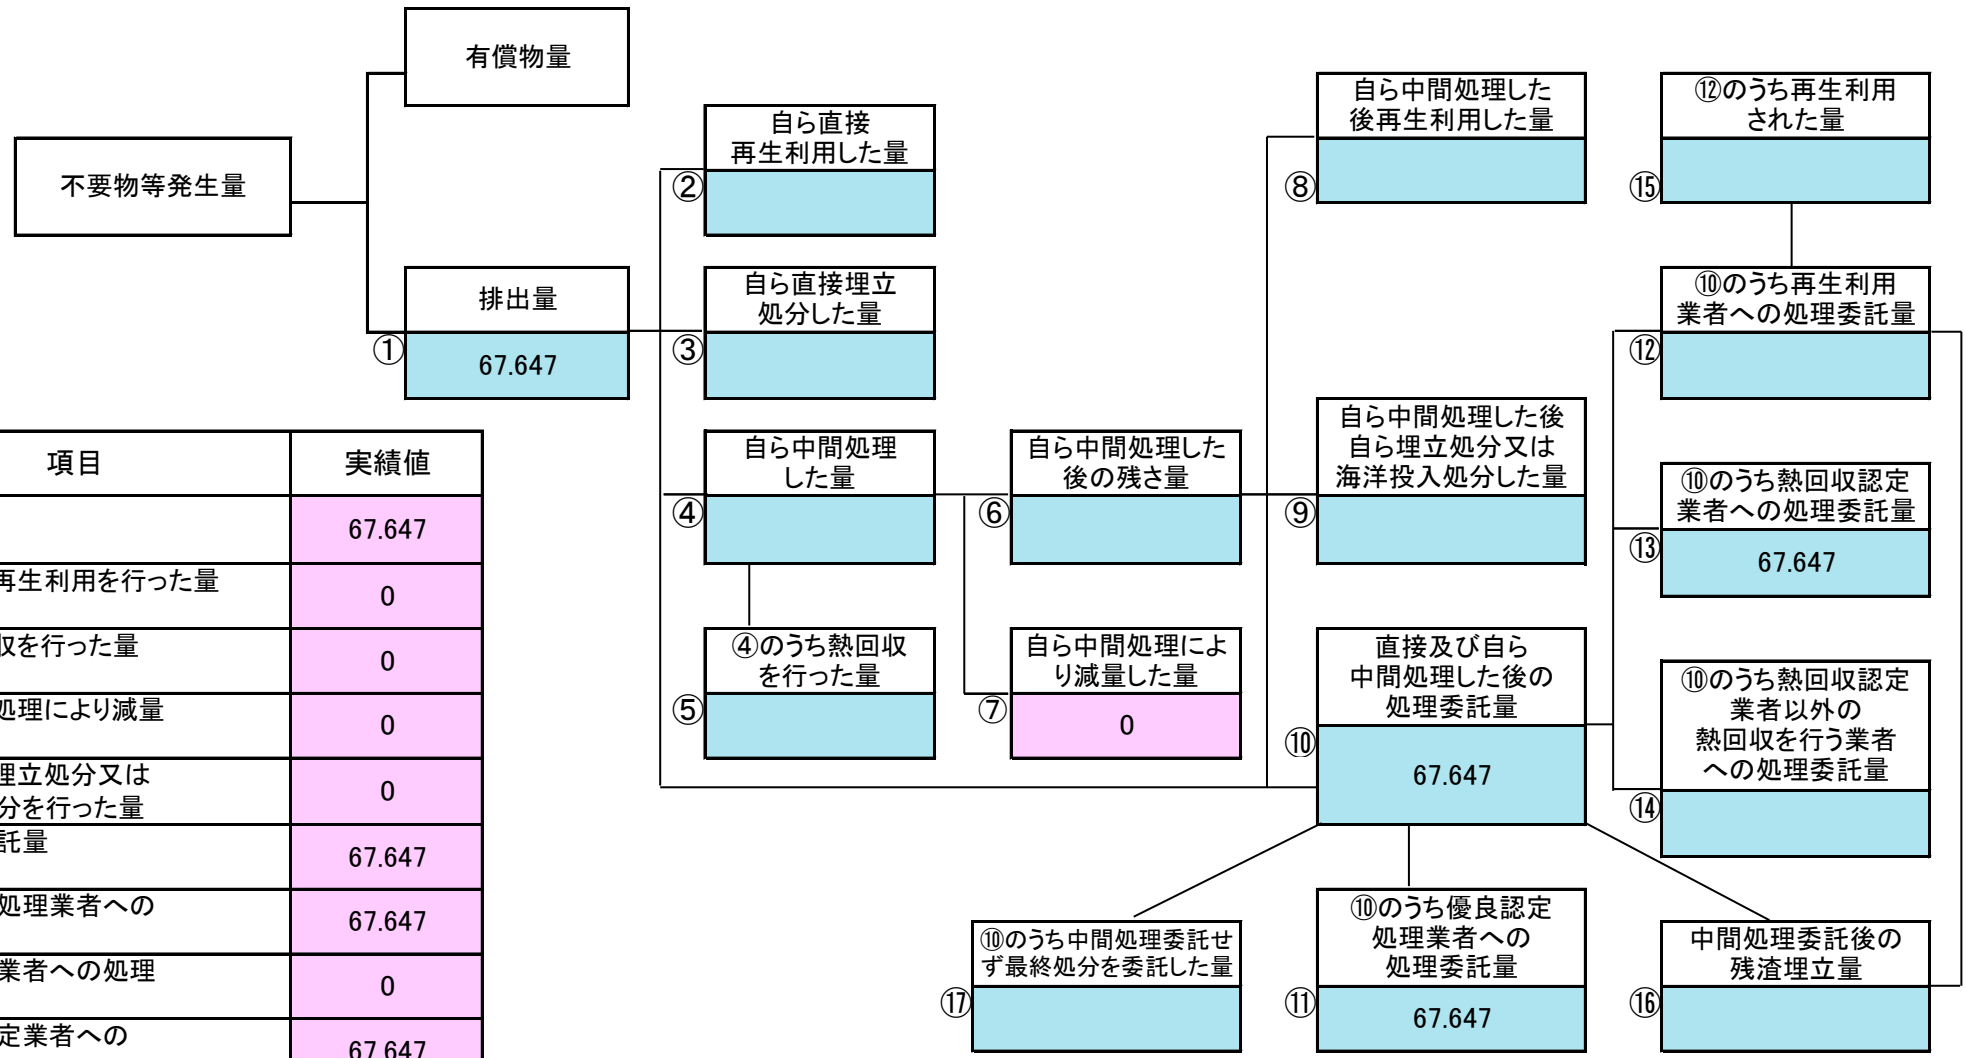 有償物量
不要物等発生量
自ら直接
再生利用した量
②
自ら中間処理した
後再生利用した量
⑧
⑫のうち再生利用
された量
⑮
排出量
①
67.647
自ら直接埋立
処分した量
③
⑩のうち再生利用
業者への処理委託量
⑫
自ら中間処理
した量
④
自ら中間処理した
後の残さ量
⑥
自ら中間処理した後
自ら埋立処分又は
海洋投入処分した量
⑨
⑩のうち熱回収認定
業者への処理委託量
⑬
67.647
④のうち熱回収
を行った量
⑤
自ら中間処理によ
り減量した量
⑦
0
直接及び自ら
中間処理した後の
処理委託量
⑩
67.647
⑩のうち熱回収認定
業者以外の
熱回収を行う業者
への処理委託量
⑭
⑩のうち中間処理委託せ
ず最終処分を委託した量
⑰
⑩のうち優良認定
処理業者への
処理委託量
⑪
67.647
中間処理委託後の
残渣埋立量
⑯
項目 実績値
67.647
再生利用を行った量
0
収を行った量
0
処理により減量
0
埋立処分又は
分を行った量
0
託量
67.647
処理業者への
67.647
業者への処理
0
定業者への
67.647